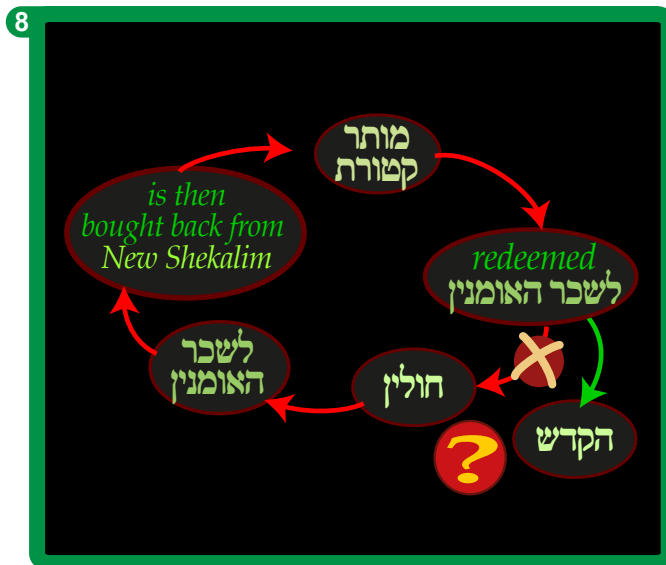 8
מותר
קטורת
is then
bought back from
New Shekalim
redeemed
לשכר האומנין
לשכר
האומנין
חולין
הקדש
?